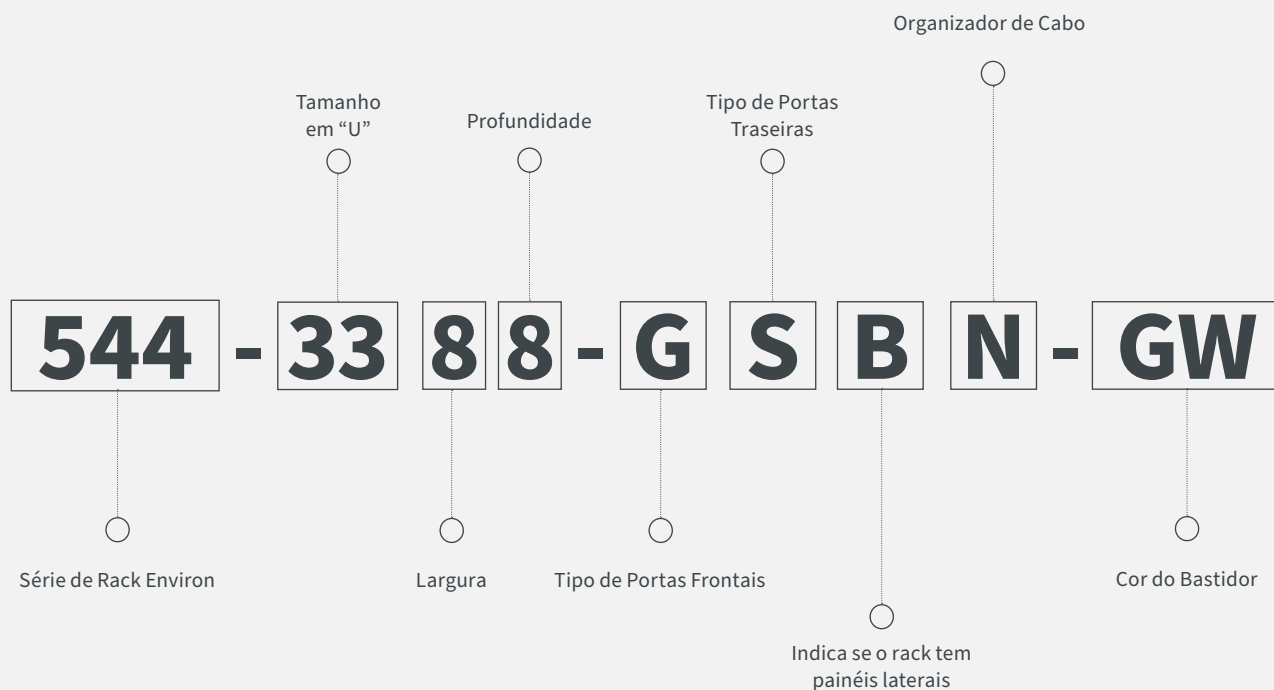 Organizador de Cabo
Tamanho
em “U”
Profundidade
Tipo de Portas
Traseiras
544 - 33 8 8 - G S B N - GW
Série de Rack Environ
Largura
Tipo de Portas Frontais
Cor do Bastidor
Indica se o rack tem
painéis laterais